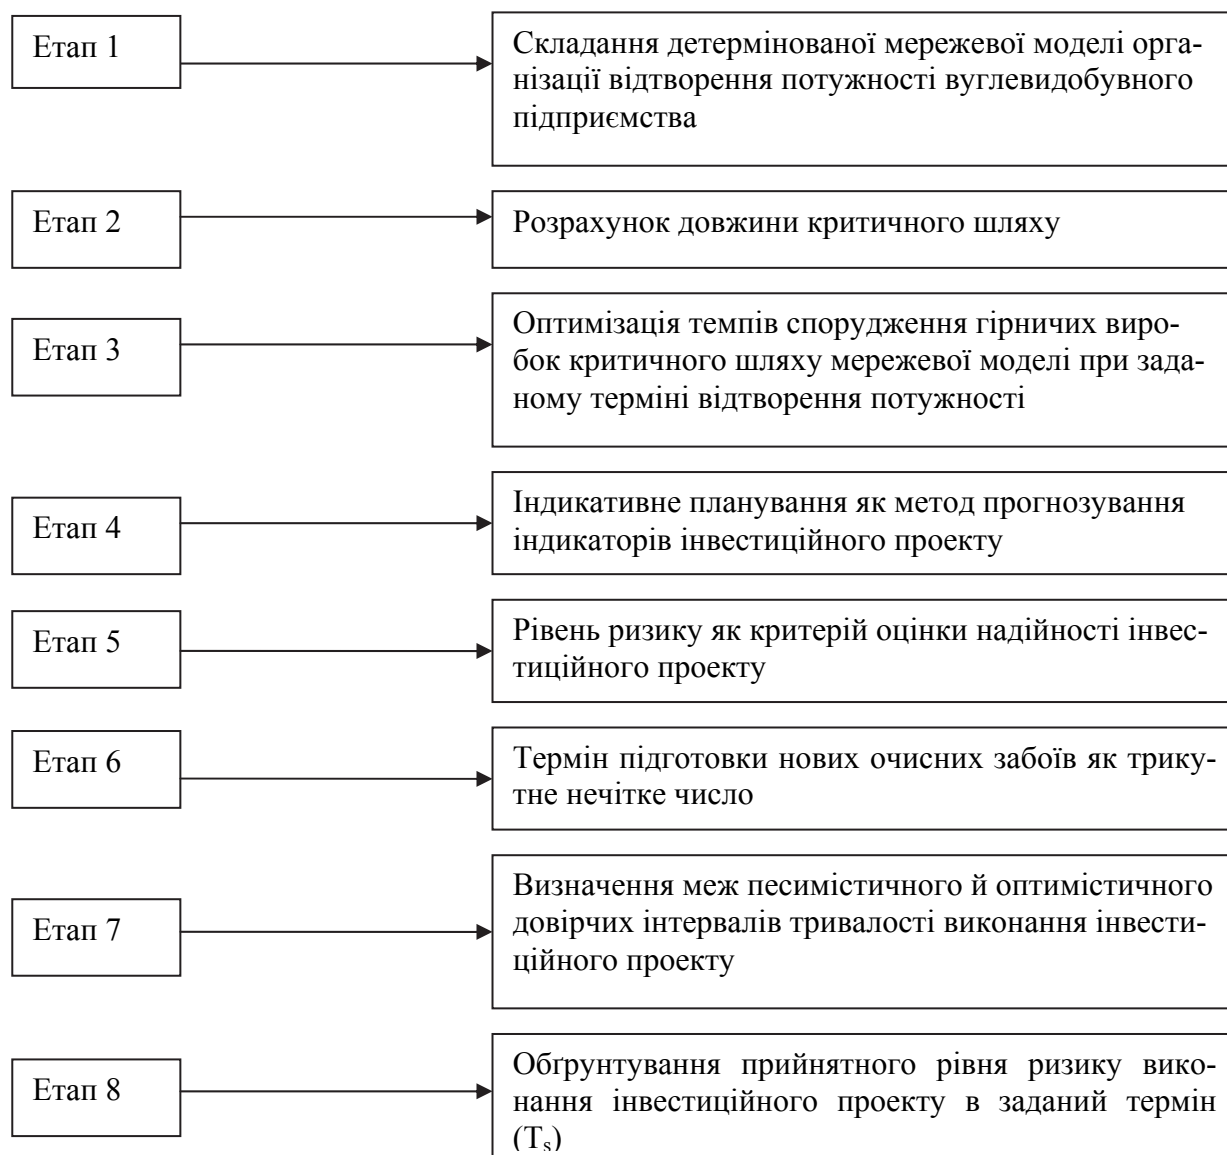 Етап 1
Складання детермінованої мережевої моделі орга-
нізації відтворення потужності вуглевидобувного
підприємства
Етап 2
Розрахунок довжини критичного шляху
Етап 3
Оптимізація темпів спорудження гірничих виро-
бок критичного шляху мережевої моделі при зада-
ному терміні відтворення потужності
Етап 4
Індикативне планування як метод прогнозування
індикаторів інвестиційного проекту
Етап 5
Рівень ризику як критерій оцінки надійності інвес-
тиційного проекту
Етап 6
Термін підготовки нових очисних забоїв як трику-
тне нечітке число
Етап 7
Визначення меж песимістичного й оптимістичного
довірчих інтервалів тривалості виконання інвести-
ційного проекту
Етап 8
Обґрунтування прийнятного рівня ризику вико-
нання інвестиційного проекту в заданий термін
(Tₛ)